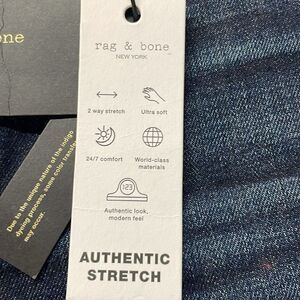 one
rag & bone
NEW YORK
2 way stretch
Ultra soft
24/7 comfort
World-class
materials
123
Authentic look,
modern feel
AUTHENTIC
STRETCH
Due to the unique nature of the indigo
dyeing process, some color transfer
may occur.